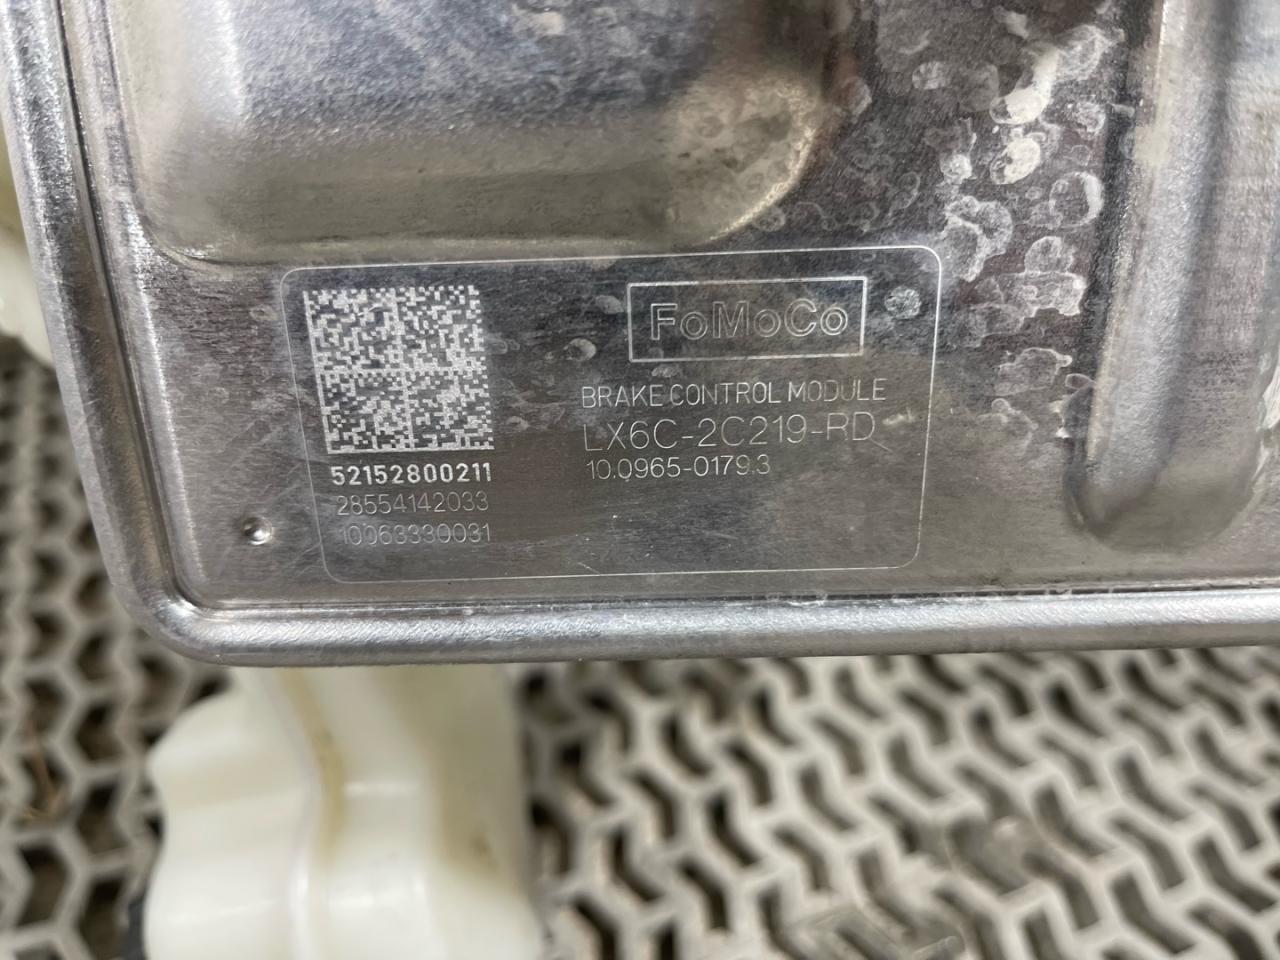 FoMoCo
BRAKE CONTROL MODULE
LX6C-2C219-RD
10.0965-0179.3
52152800211
28554142033
10063330031